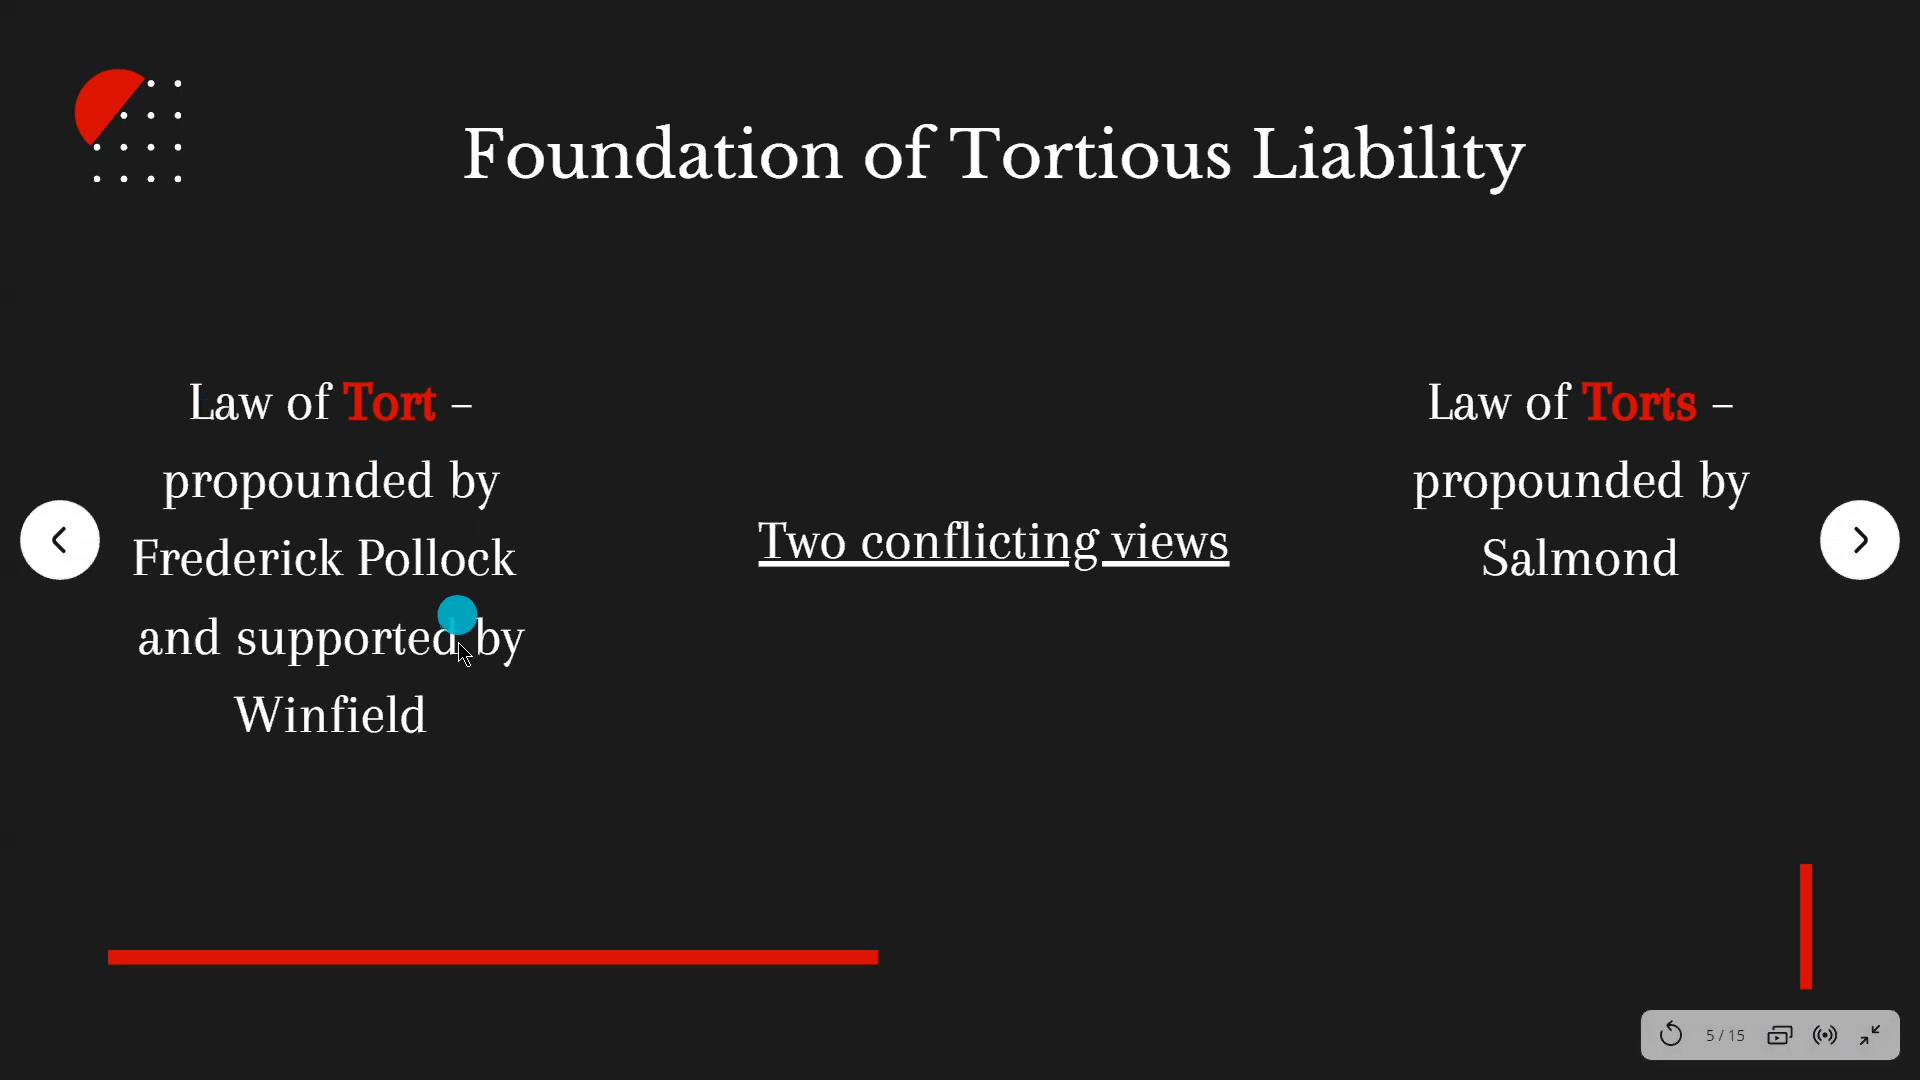 Foundation of Tortious Liability
Law of Tort –
propounded by
Frederick Pollock
and supported by
Winfield
Two conflicting views
Law of Torts –
propounded by
Salmond
5 / 15